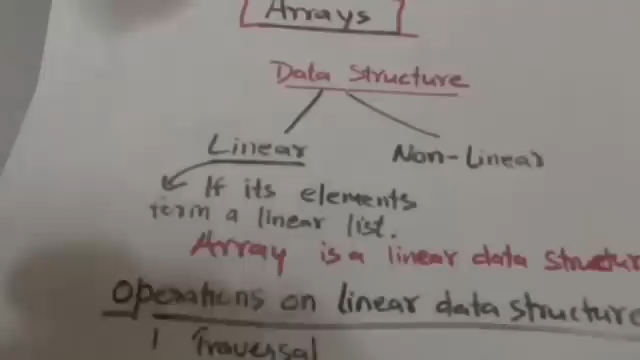 Arrays
Data Structure
Linear Non-Linear
If its elements
form a linear list.
Array is a linear data structur
Operations on linear data structure
1 Traversal